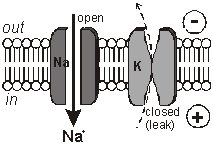 out
open
−
Na
K
in
closed
(leak)
+
Na⁺